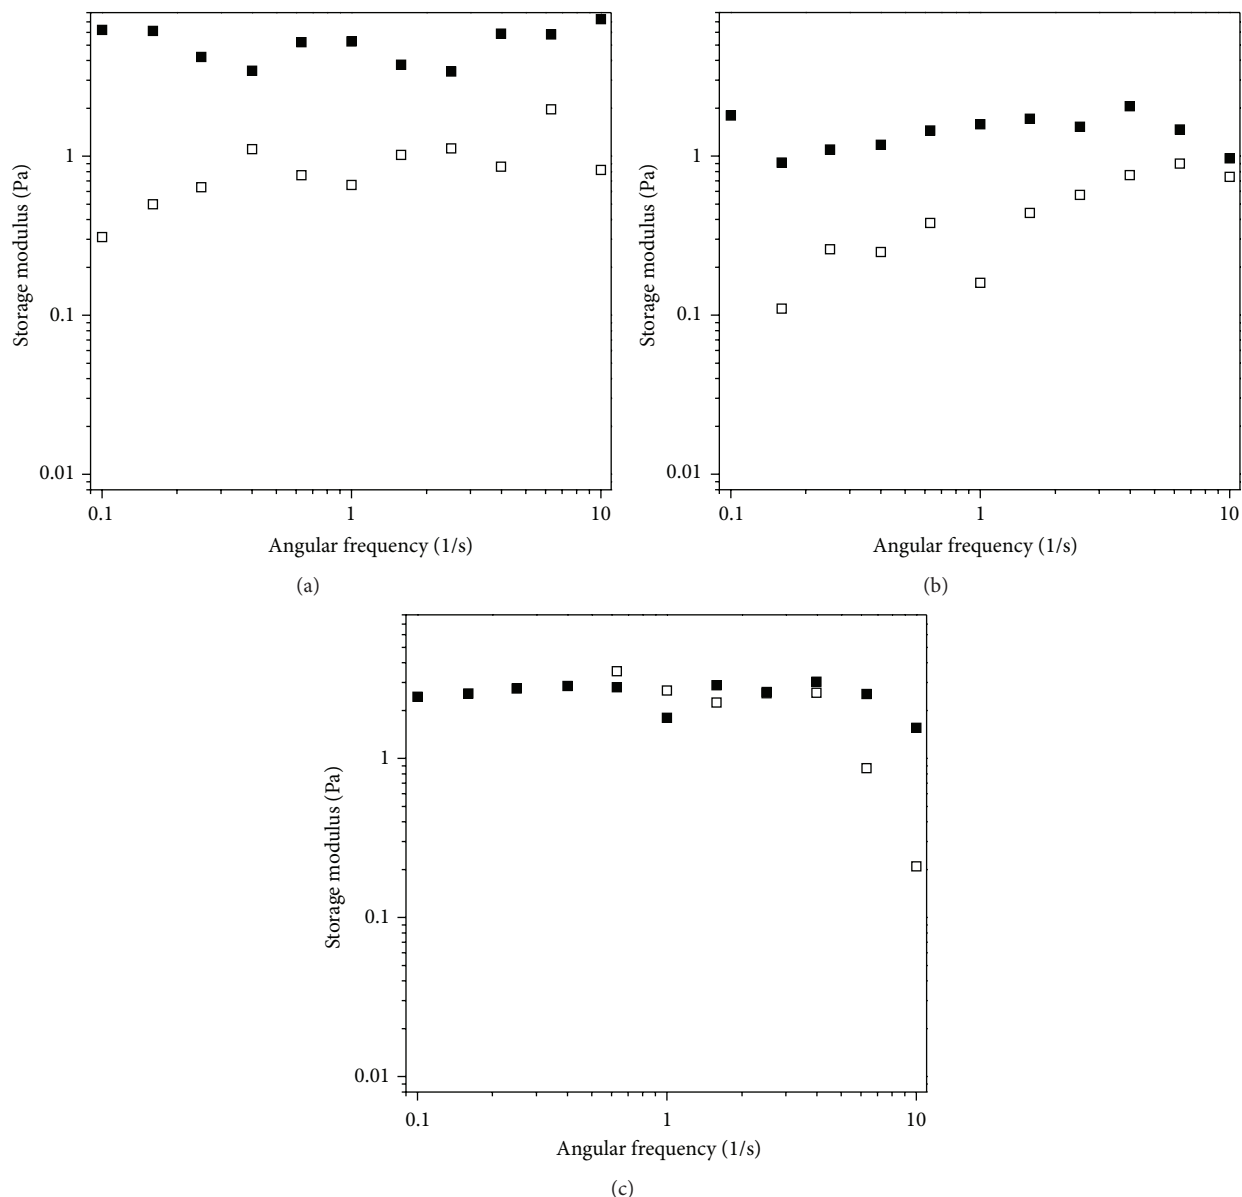 1
0.1
0.01
Storage modulus (Pa)
0.1
1
10
Angular frequency (1/s)
(a)
1
0.1
0.01
Storage modulus (Pa)
0.1
1
10
Angular frequency (1/s)
(b)
1
0.1
0.01
Storage modulus (Pa)
0.1
1
10
Angular frequency (1/s)
(c)